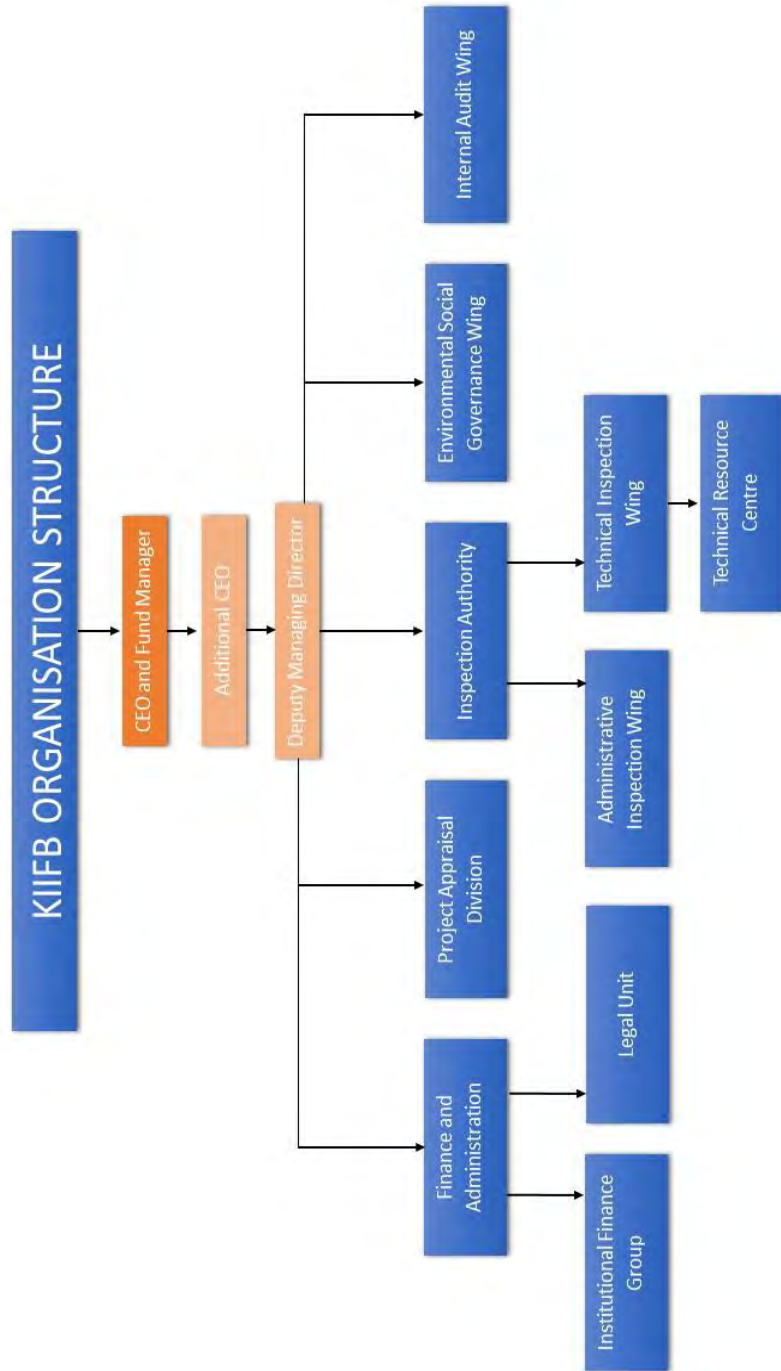 KIIFB ORGANISATION STRUCTURE
CEO and Fund Manager
Additional CEO
Deputy Managing Director
Finance and
Administration
Project Appraisal
Division
Inspection Authority
Environmental Social
Governance Wing
Internal Audit Wing
Institutional Finance
Group
Legal Unit
Administrative
Inspection Wing
Technical Inspection
Wing
Technical Resource
Centre